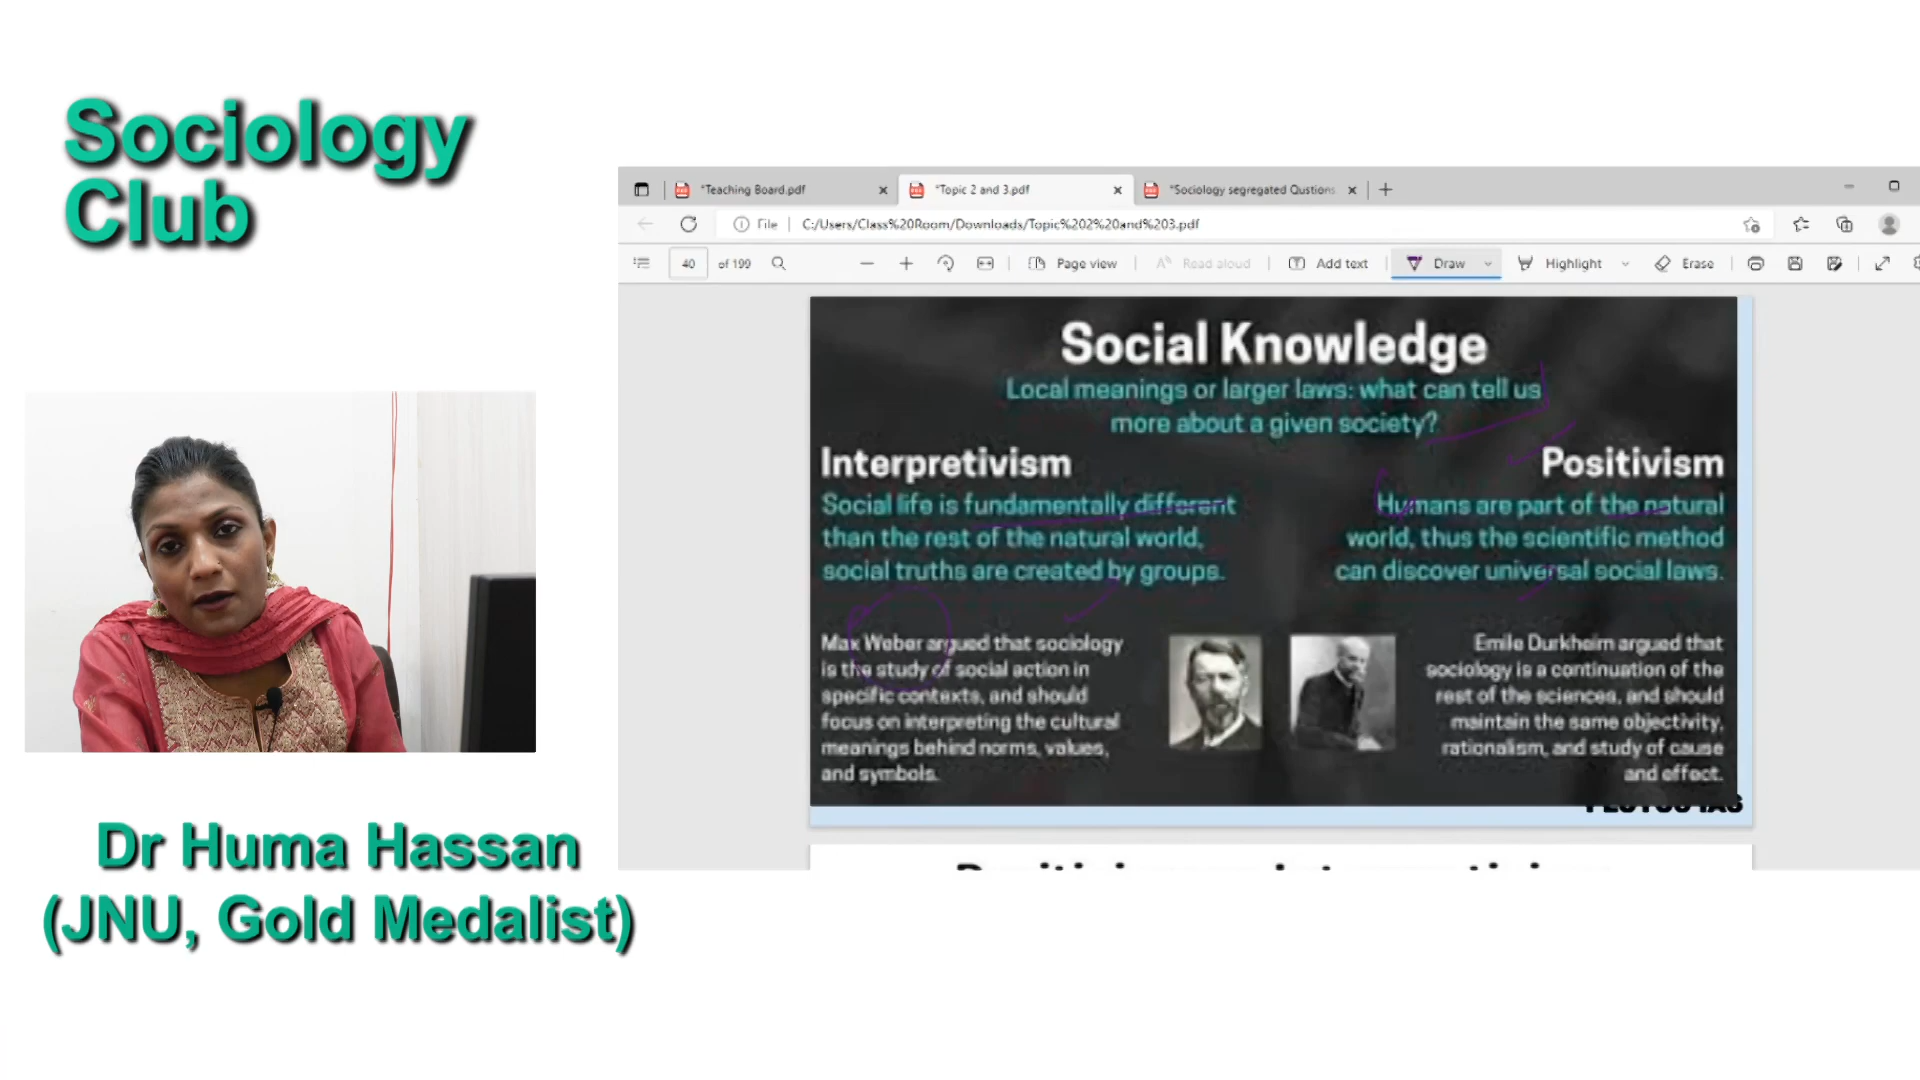 Sociology
Club
*Teaching Board.pdf
*Topic 2 and 3.pdf
*Sociology segregated Qustions
File
C:/Users/Class%20Room/Downloads/Topic%202%20and%203.pdf
40
of 199
Page view
Read aloud
Add text
Draw
Highlight
Erase
Social Knowledge
Local meanings or larger laws: what can tell us
more about a given society?
Interpretivism
Social life is fundamentally different
than the rest of the natural world,
social truths are created by groups.
Max Weber argued that sociology
is the study of social action in
specific contexts, and should
focus on interpreting the cultural
meanings behind norms, values,
and symbols.
Positivism
Humans are part of the natural
world, thus the scientific method
can discover universal social laws.
Emile Durkheim argued that
sociology is a continuation of the
rest of the sciences, and should
maintain the same objectivity,
rationalism, and study of cause
and effect.
Dr Huma Hassan
(JNU, Gold Medalist)